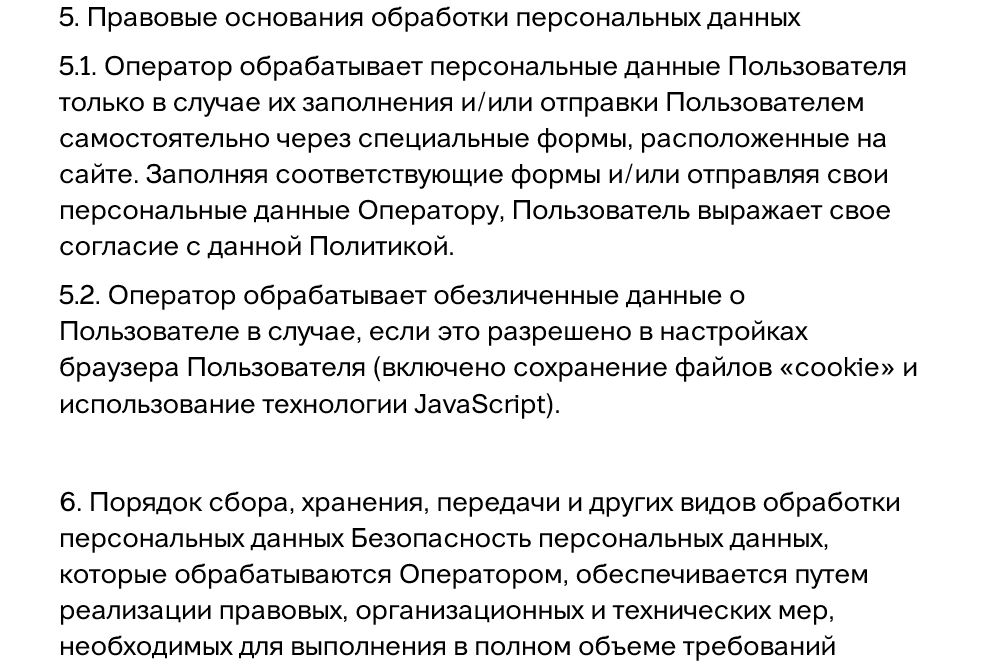 5. Правовые основания обработки персональных данных
5.1. Оператор обрабатывает персональные данные Пользователя
только в случае их заполнения и/или отправки Пользователем
самостоятельно через специальные формы, расположенные на
сайте. Заполняя соответствующие формы и/или отправляя свои
персональные данные Оператору, Пользователь выражает свое
согласие с данной Политикой.
5.2. Оператор обрабатывает обезличенные данные о
Пользователе в случае, если это разрешено в настройках
браузера Пользователя (включено сохранение файлов «cookie» и
использование технологии JavaScript).
6. Порядок сбора, хранения, передачи и других видов обработки
персональных данных Безопасность персональных данных,
которые обрабатываются Оператором, обеспечивается путем
реализации правовых, организационных и технических мер,
необходимых для выполнения в полном объеме требований